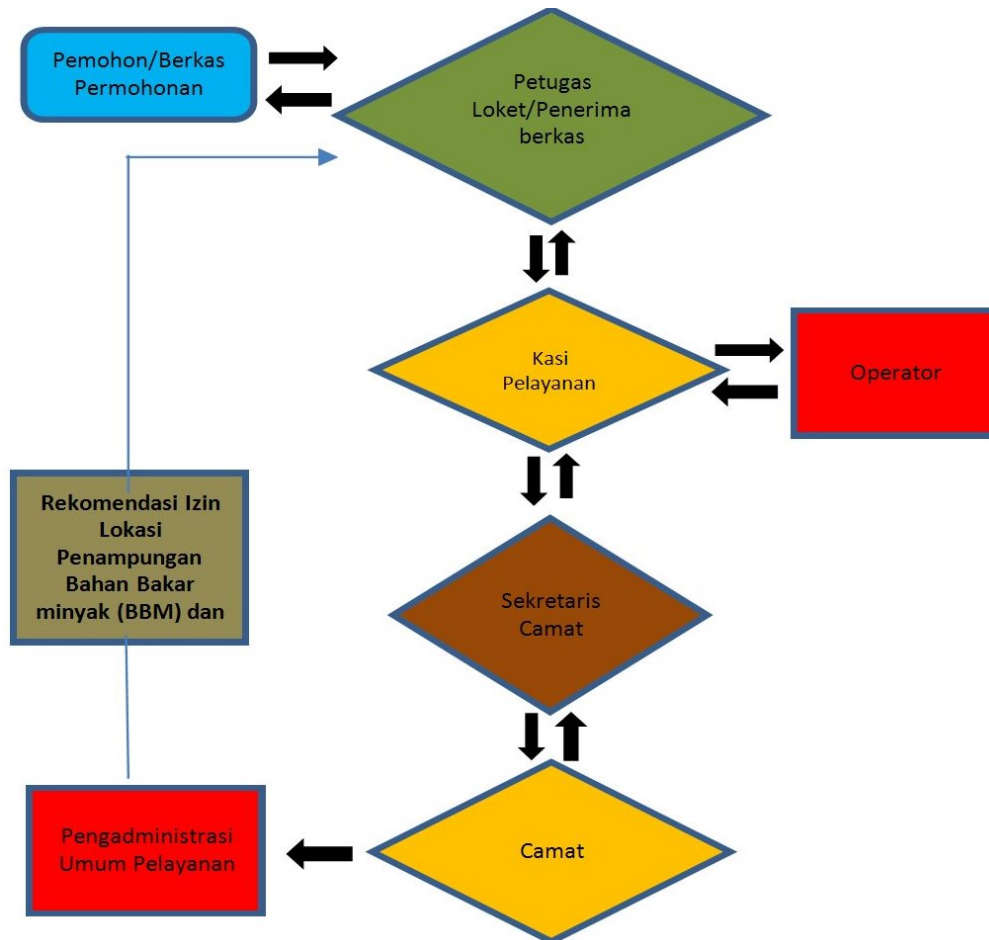 Pemohon/Berkas
Permohonan
Petugas
Loket/Penerima
berkas
Kasi
Pelayanan
Operator
Rekomendasi Izin
Lokasi
Penampungan
Bahan Bakar
minyak (BBM) dan
Sekretaris
Camat
Pengadministrasi
Umum Pelayanan
Camat